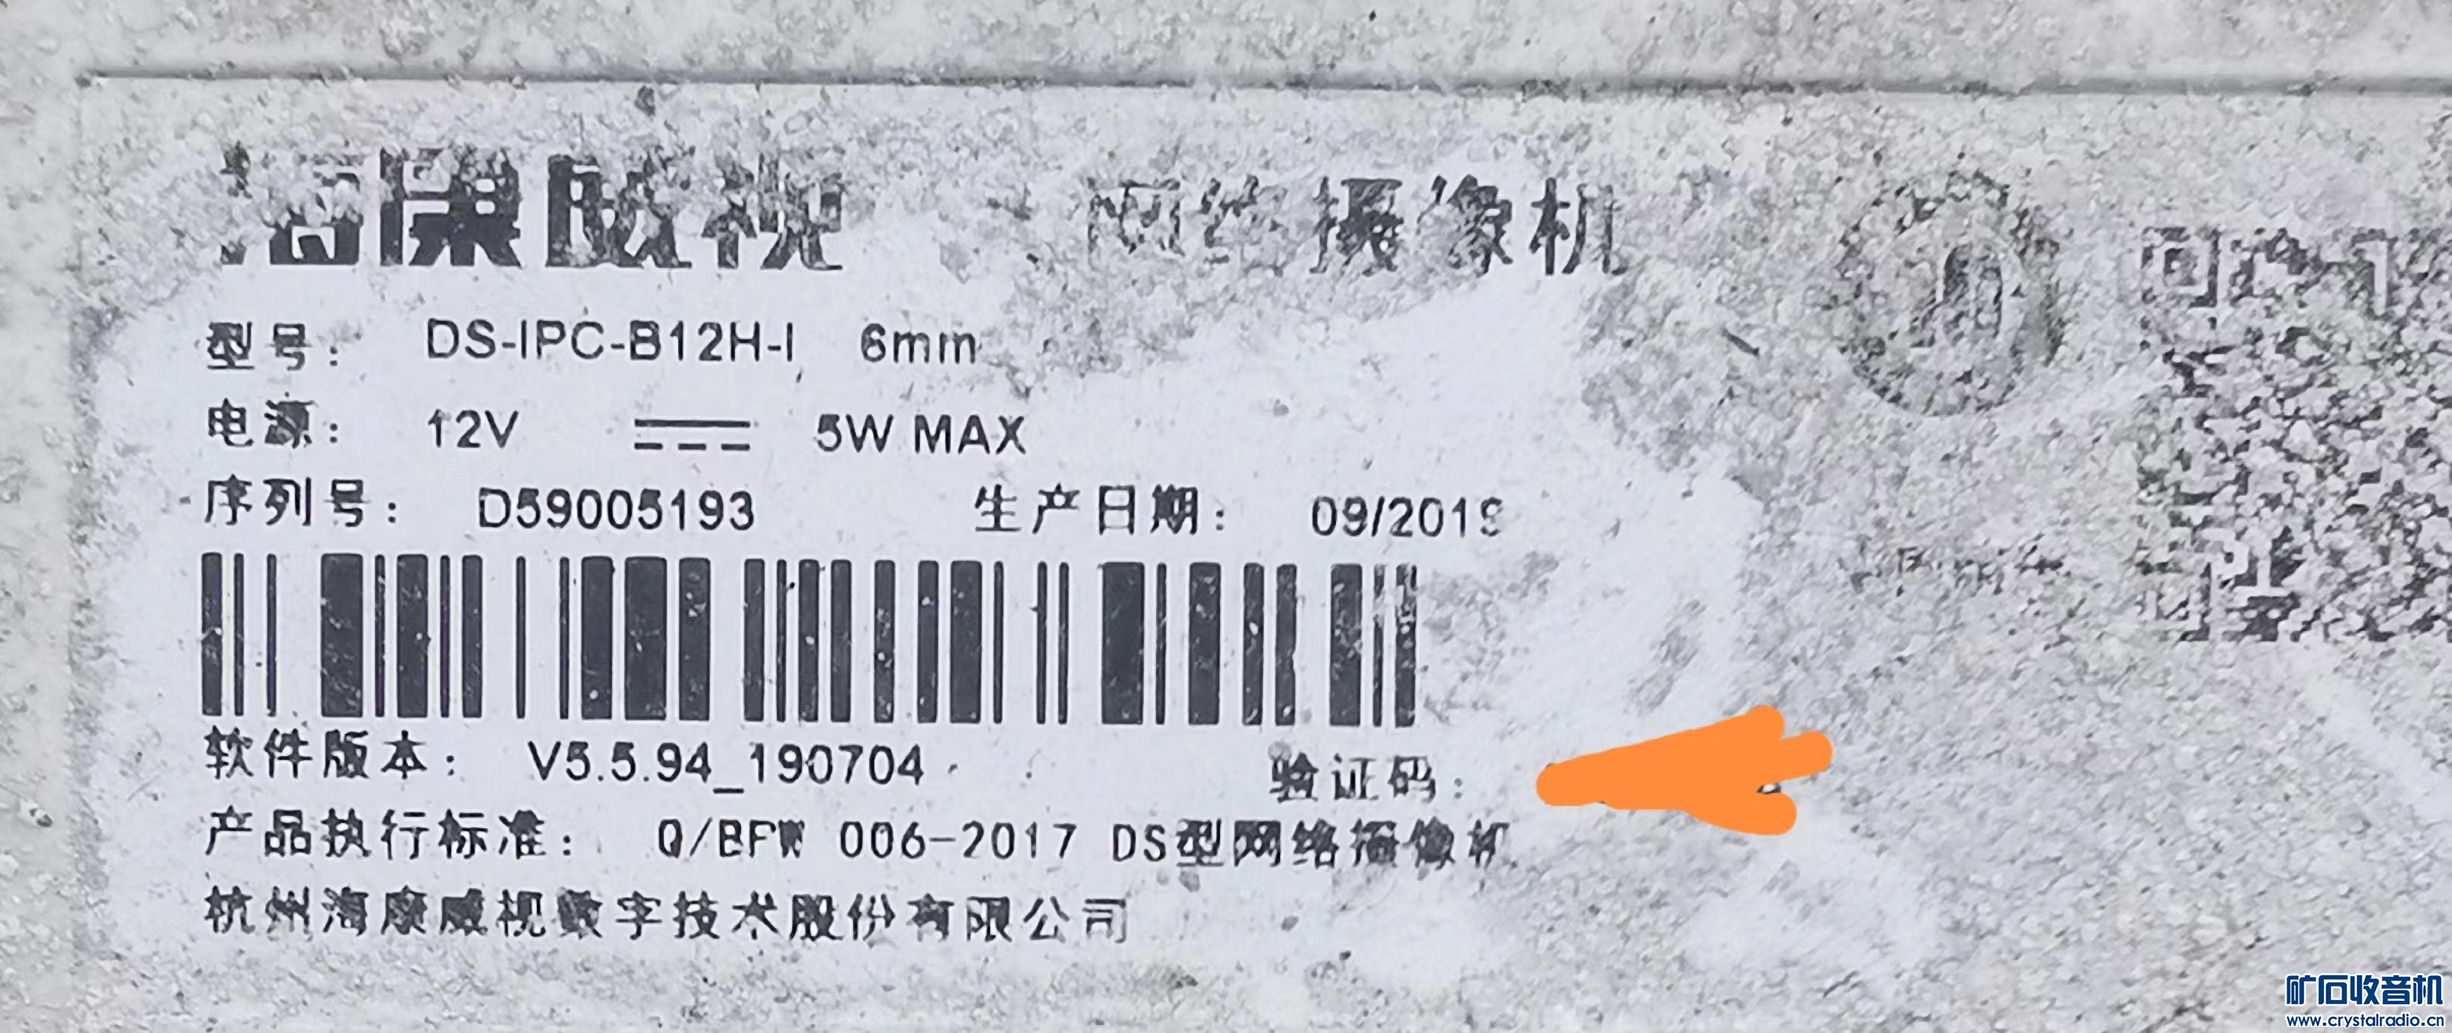 海康威视 网络摄像机
型号: DS-IPC-B12H-I 6mm
电源: 12V 5W MAX
序列号: D59005193 生产日期: 09/2019
软件版本: V5.5.94_190704 验证码:
产品执行标准: Q/BFW 006-2017 DS型网络摄像机
杭州海康威视数字技术股份有限公司
矿石收音机
www.crystalradio.cn